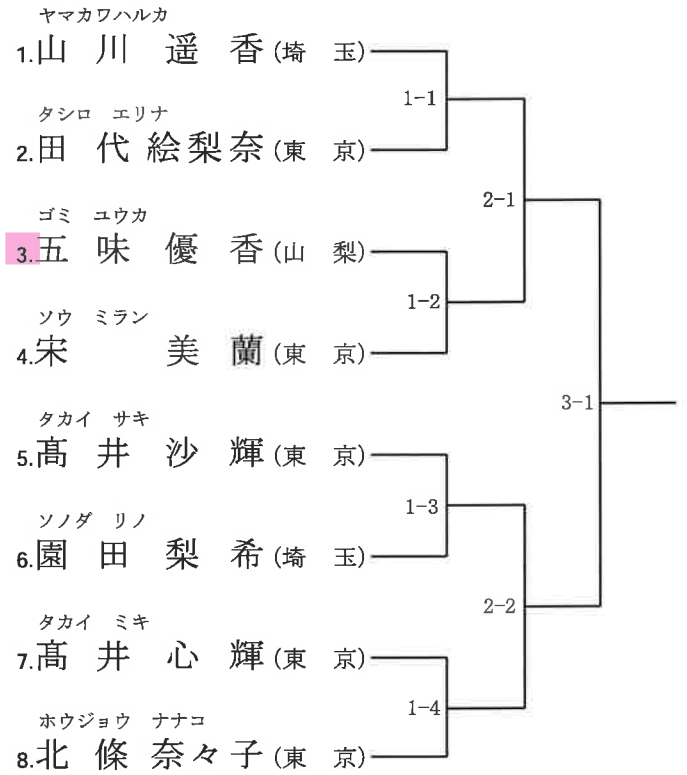 ヤマカワハルカ
1.山 川 遥 香(埼 玉)
1-1
タシロ エリナ
2.田 代 絵梨奈(東 京)
2-1
ゴミ ユウカ
3.五 味 優 香(山 梨)
1-2
ソウ ミラン
4.宋 美 蘭(東 京)
3-1
タカイ サキ
5.髙 井 沙 輝(東 京)
1-3
ソノダ リノ
6.園 田 梨 希(埼 玉)
2-2
タカイ ミキ
7.髙 井 心 輝(東 京)
1-4
ホウジョウ ナナコ
8.北 條 奈々子(東 京)